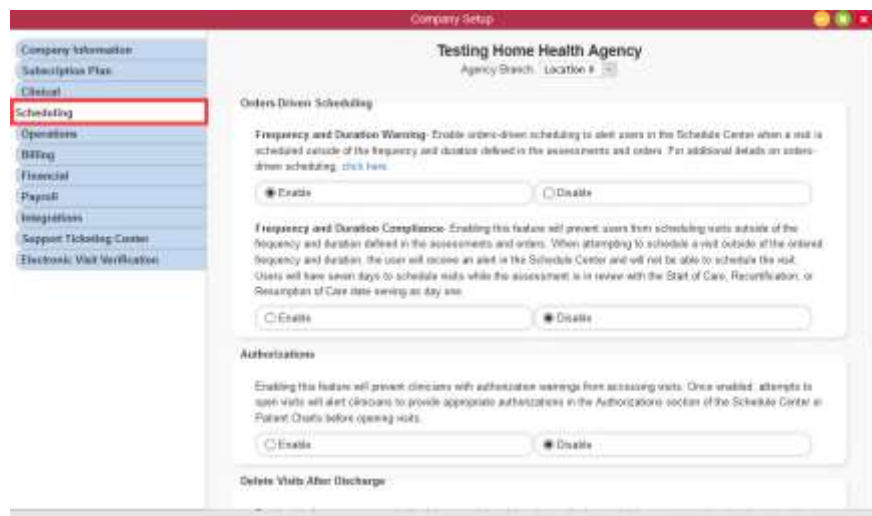 Company Setup
Company Information
Subscription Plan
Clinical
Scheduling
Operations
Billing
Financial
Payroll
Integrations
Support Ticketing Center
Electronic Visit Verification
Testing Home Health Agency
Agency Branch: Location #
Orders-Driven Scheduling
Frequency and Duration Warning- Enable orders-driven scheduling to alert users in the Schedule Center when a visit is
scheduled outside of the frequency and duration defined in the assessments and orders. For additional details on orders-
driven scheduling, click here.
Enable
Disable
Frequency and Duration Compliance- Enabling this feature will prevent users from scheduling visits outside of the
frequency and duration defined in the assessments and orders. When attempting to schedule a visit outside of the ordered
frequency and duration, the user will receive an alert in the Schedule Center and will not be able to schedule the visit.
Users will have seven days to schedule visits while the assessment is in review with the Start of Care, Recertification, or
Resumption of Care date serving as day one.
Enable
Disable
Authorizations
Enabling this feature will prevent clinicians with authorization warnings from accessing visits. Once enabled, attempts to
open visits will alert clinicians to provide appropriate authorizations in the Authorizations section of the Schedule Center or
Patient Charts before opening visits.
Enable
Disable
Delete Visits After Discharge